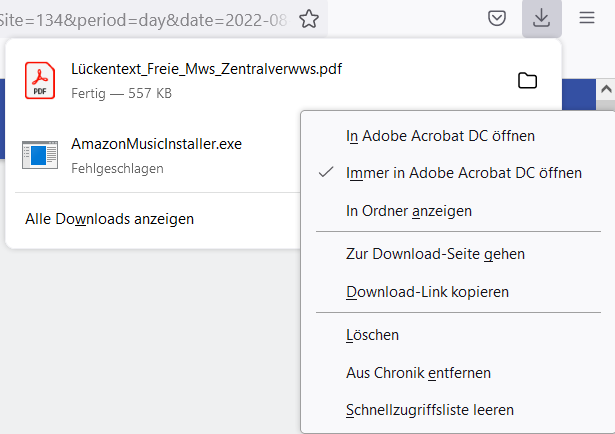 Site=134&period=day&date=2022-08
Lückentext_Freie_Mws_Zentralverwws.pdf
PDF
Fertig — 557 KB
AmazonMusicInstaller.exe
Fehlgeschlagen
Alle Downloads anzeigen
In Adobe Acrobat DC öffnen
Immer in Adobe Acrobat DC öffnen
In Ordner anzeigen
Zur Download-Seite gehen
Download-Link kopieren
Löschen
Aus Chronik entfernen
Schnellzugriffsliste leeren